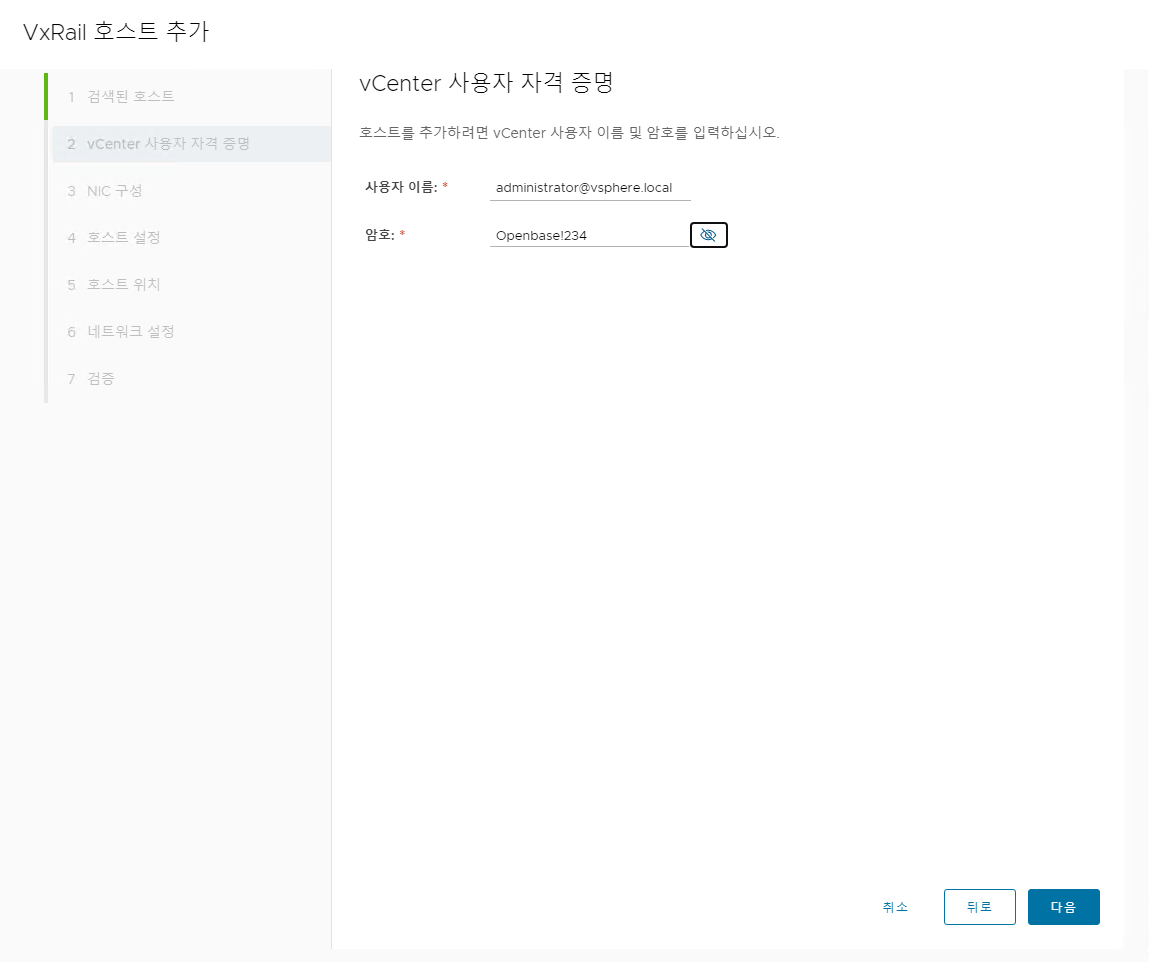 VxRail 호스트 추가
1 검색된 호스트
2 vCenter 사용자 자격 증명
3 NIC 구성
4 호스트 설정
5 호스트 위치
6 네트워크 설정
7 검증
vCenter 사용자 자격 증명
호스트를 추가하려면 vCenter 사용자 이름 및 암호를 입력하십시오.
사용자 이름: * administrator@vsphere.local
암호: * Openbase!234
취소 뒤로 다음